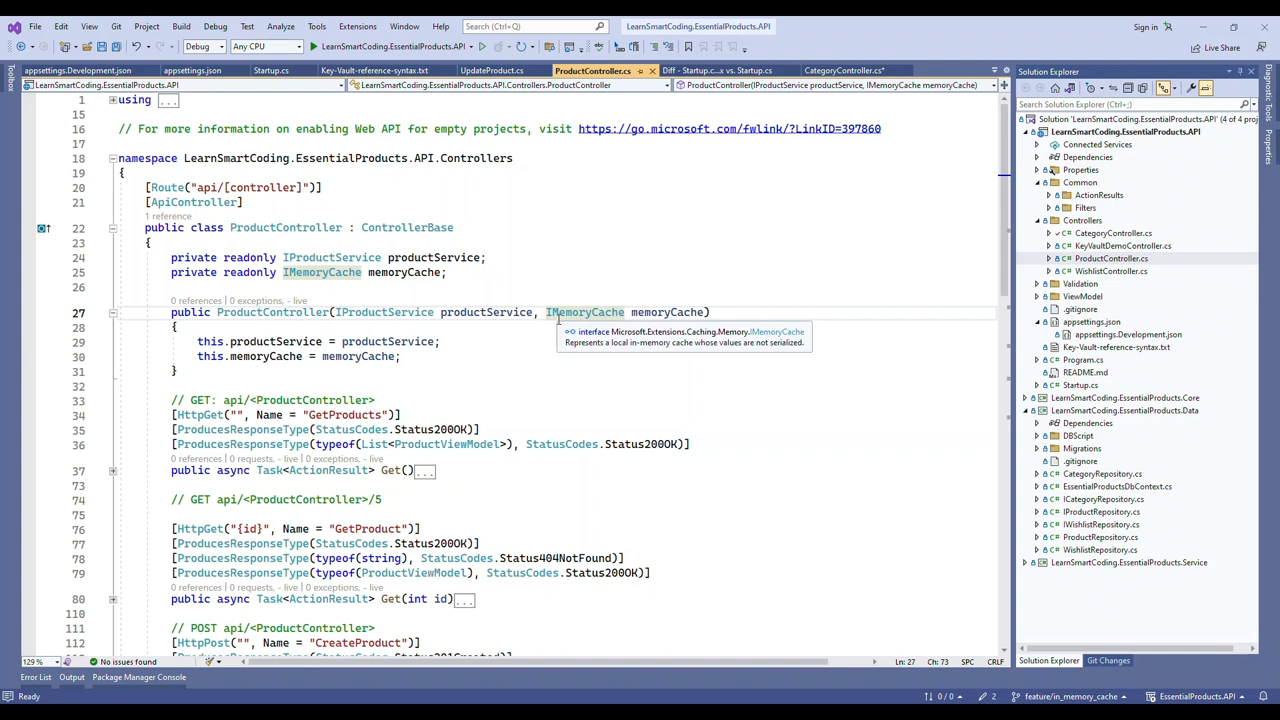 File Edit View Git Project Build Debug Test Analyze Tools Extensions Window Help Search (Ctrl+Q) LearnSmartCoding.EssentialProducts.API Sign in
Debug Any CPU LearnSmartCoding.EssentialProducts.API Live Share
appsettings.Development.json appsettings.json Startup.cs Key-Vault-reference-syntax.txt UpdateProduct.cs ProductController.cs Diff - Startup.c...x vs. Startup.cs CategoryController.cs*
LearnSmartCoding.EssentialProducts.API LearnSmartCoding.EssentialProducts.API.Controllers.ProductController ProductController(IProductService productService, IMemoryCache memoryCache)
Toolbox
1 using ...
15
16 // For more information on enabling Web API for empty projects, visit https://go.microsoft.com/fwlink/?LinkID=397860
17
18 namespace LearnSmartCoding.EssentialProducts.API.Controllers
19 {
20 [Route("api/[controller]")]
21 [ApiController]
1 reference
22 public class ProductController : ControllerBase
23 {
24 private readonly IProductService productService;
25 private readonly IMemoryCache memoryCache;
26
0 references | 0 exceptions, - live
27 public ProductController(IProductService productService, IMemoryCache memoryCache)
28 {
interface Microsoft.Extensions.Caching.Memory.IMemoryCache
Represents a local in-memory cache whose values are not serialized.
29 this.productService = productService;
30 this.memoryCache = memoryCache;
31 }
32
33 // GET: api/<ProductController>
34 [HttpGet("", Name = "GetProducts")]
35 [ProducesResponseType(StatusCodes.Status200OK)]
36 [ProducesResponseType(typeof(List<ProductViewModel>), StatusCodes.Status200OK)]
0 references | 0 requests, - live | 0 exceptions, - live
37 public async Task<ActionResult> Get()...
73
74 // GET api/<ProductController>/5
75
76 [HttpGet("{id}", Name = "GetProduct")]
77 [ProducesResponseType(StatusCodes.Status200OK)]
78 [ProducesResponseType(typeof(string), StatusCodes.Status404NotFound)]
79 [ProducesResponseType(typeof(ProductViewModel), StatusCodes.Status200OK)]
0 references | 0 requests, - live | 0 exceptions, - live
80 public async Task<ActionResult> Get(int id)...
110
111 // POST api/<ProductController>
112 [HttpPost("", Name = "CreateProduct")]
129 % No issues found Ln: 27 Ch: 73 SPC CRLF
Error List Output Package Manager Console
Solution Explorer
Search Solution Explorer (Ctrl+;)
Solution 'LearnSmartCoding.EssentialProducts.API' (4 of 4 proj
LearnSmartCoding.EssentialProducts.API
Connected Services
Dependencies
Properties
Common
ActionResults
Filters
Controllers
CategoryController.cs
KeyVaultDemoController.cs
ProductController.cs
WishlistController.cs
Validation
ViewModel
.gitignore
appsettings.json
appsettings.Development.json
Key-Vault-reference-syntax.txt
Program.cs
README.md
Startup.cs
LearnSmartCoding.EssentialProducts.Core
LearnSmartCoding.EssentialProducts.Data
Dependencies
DBScript
Migrations
.gitignore
CategoryRepository.cs
EssentialProductsDbContext.cs
ICategoryRepository.cs
IProductRepository.cs
IWishlistRepository.cs
ProductRepository.cs
WishlistRepository.cs
LearnSmartCoding.EssentialProducts.Service
Solution Explorer Git Changes
Diagnostic Tools
Properties
Ready 0 / 0 2 feature/in_memory_cache EssentialProducts.API